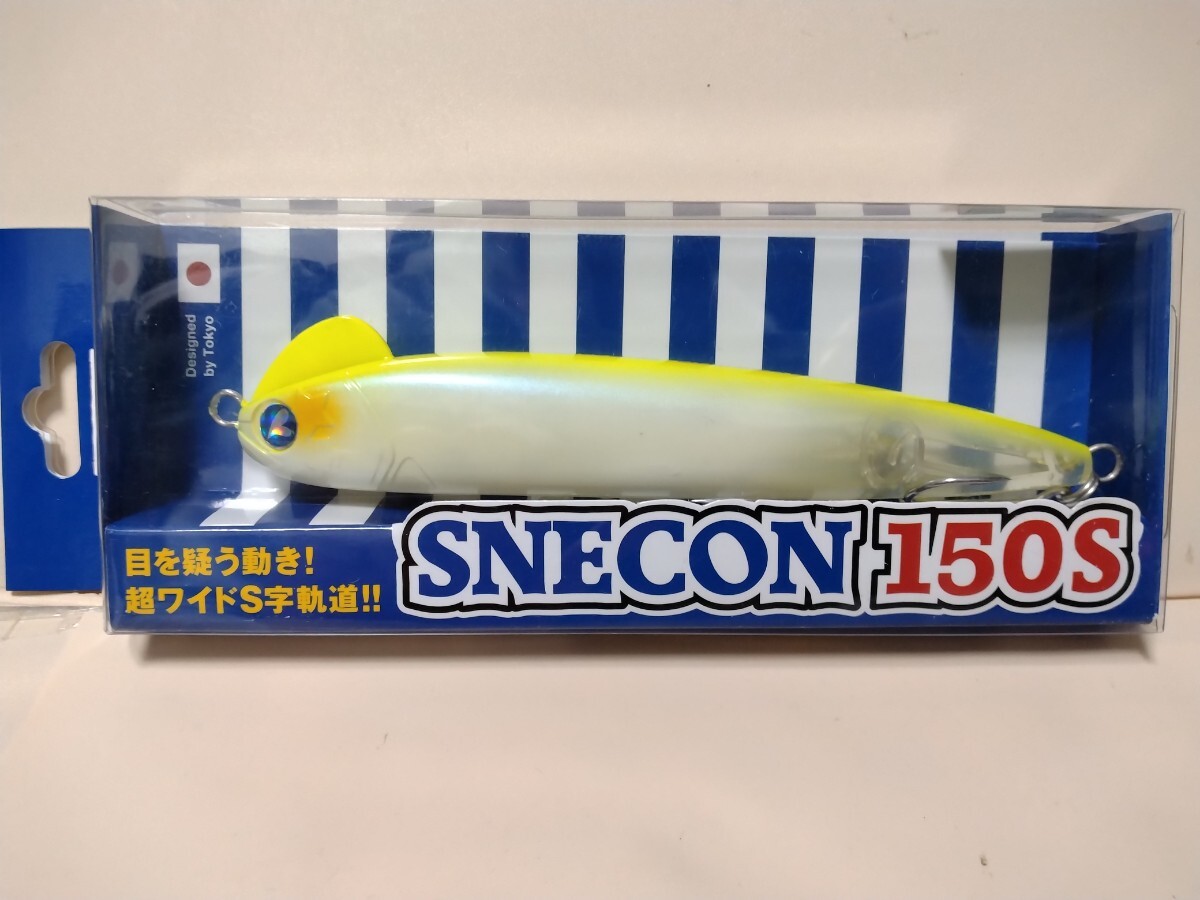 Designed
by Tokyo
目を疑う動き!
超ワイドS字軌道!!
SNECON 150S